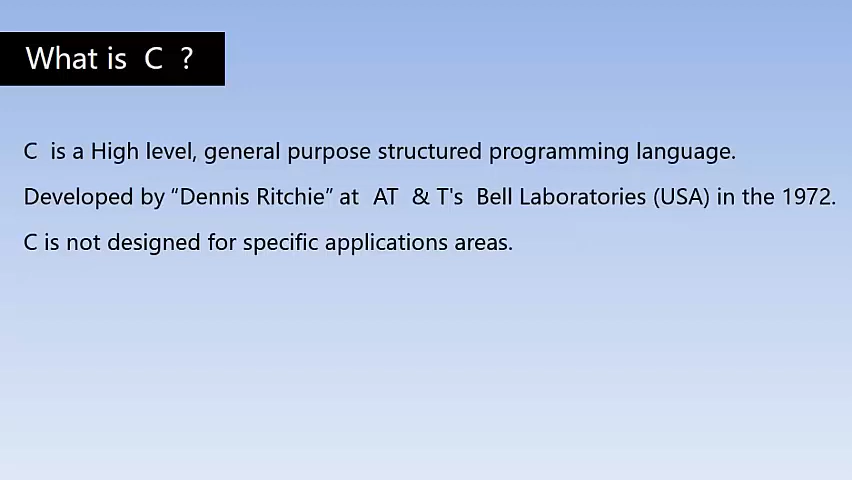 What is C ?
C is a High level, general purpose structured programming language.
Developed by “Dennis Ritchie” at AT & T's Bell Laboratories (USA) in the 1972.
C is not designed for specific applications areas.